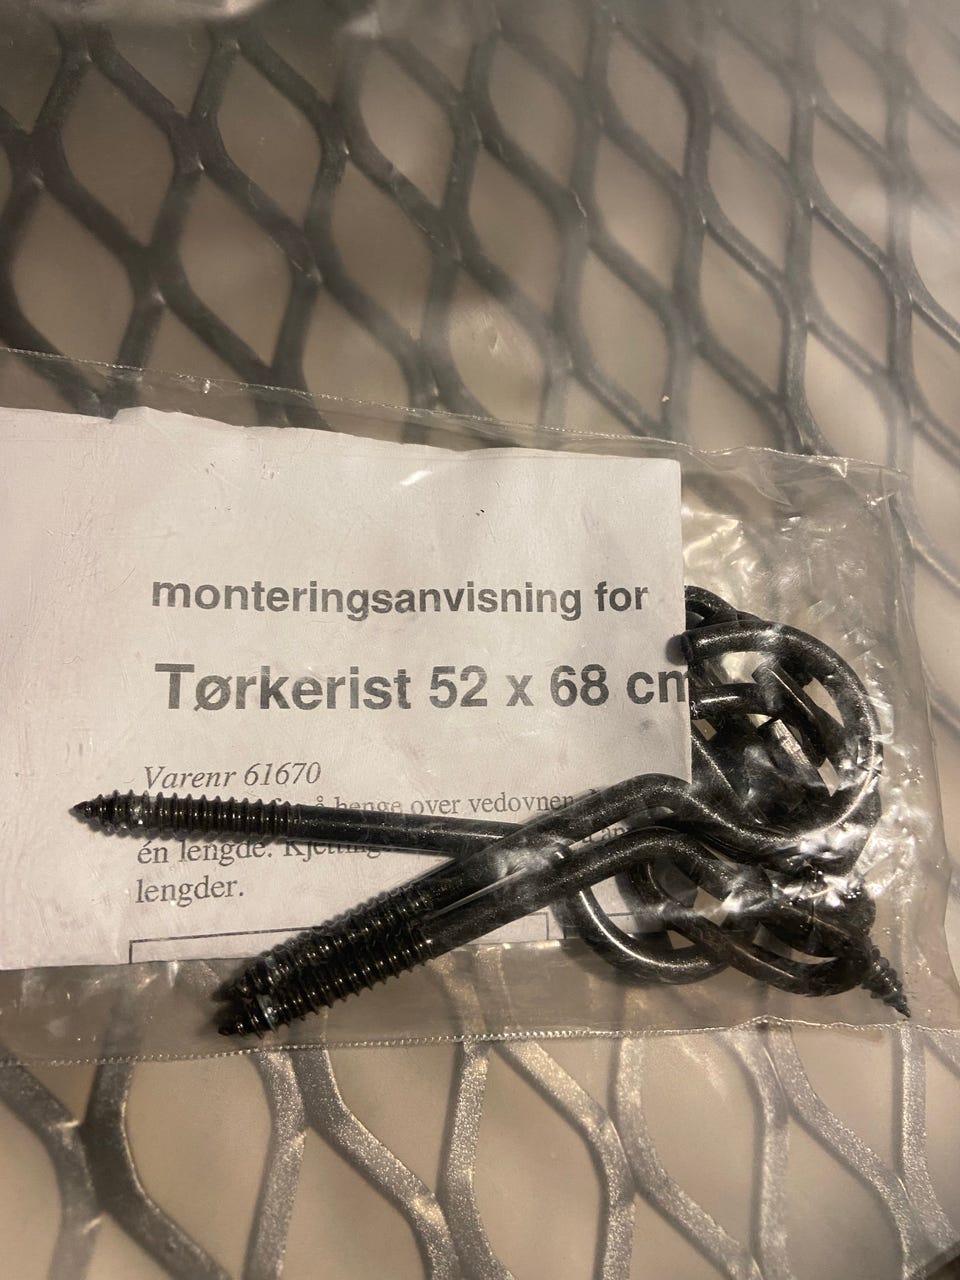 monteringsanvisning for
Tørkerist 52 x 68 cm
Varenr 61670
henge over vedovnen.
én lengde.
lengder.